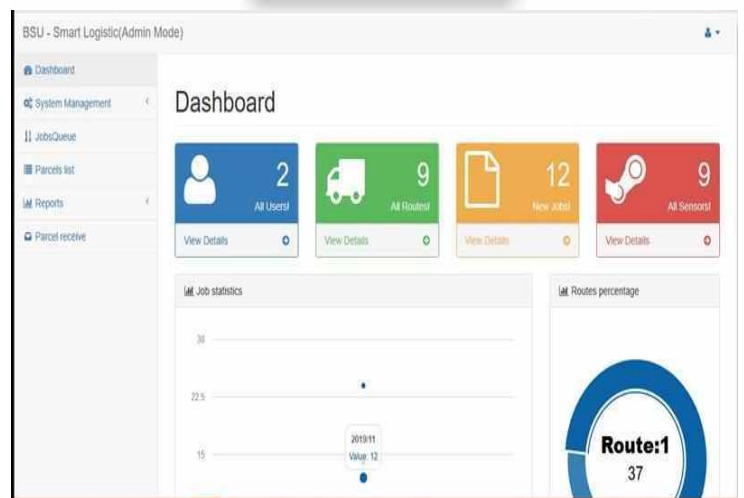 BSU - Smart Logistic(Admin Mode)
Dashboard
System Management
JobsQueue
Parcels list
Reports
Parcel receive
Dashboard
2
All Users!
View Details
9
All Routes!
View Details
12
New Jobs!
View Details
9
All Sensors!
View Details
Job statistics
30
22.5
15
2019/11
Value: 12
Routes percentage
Route:1
37